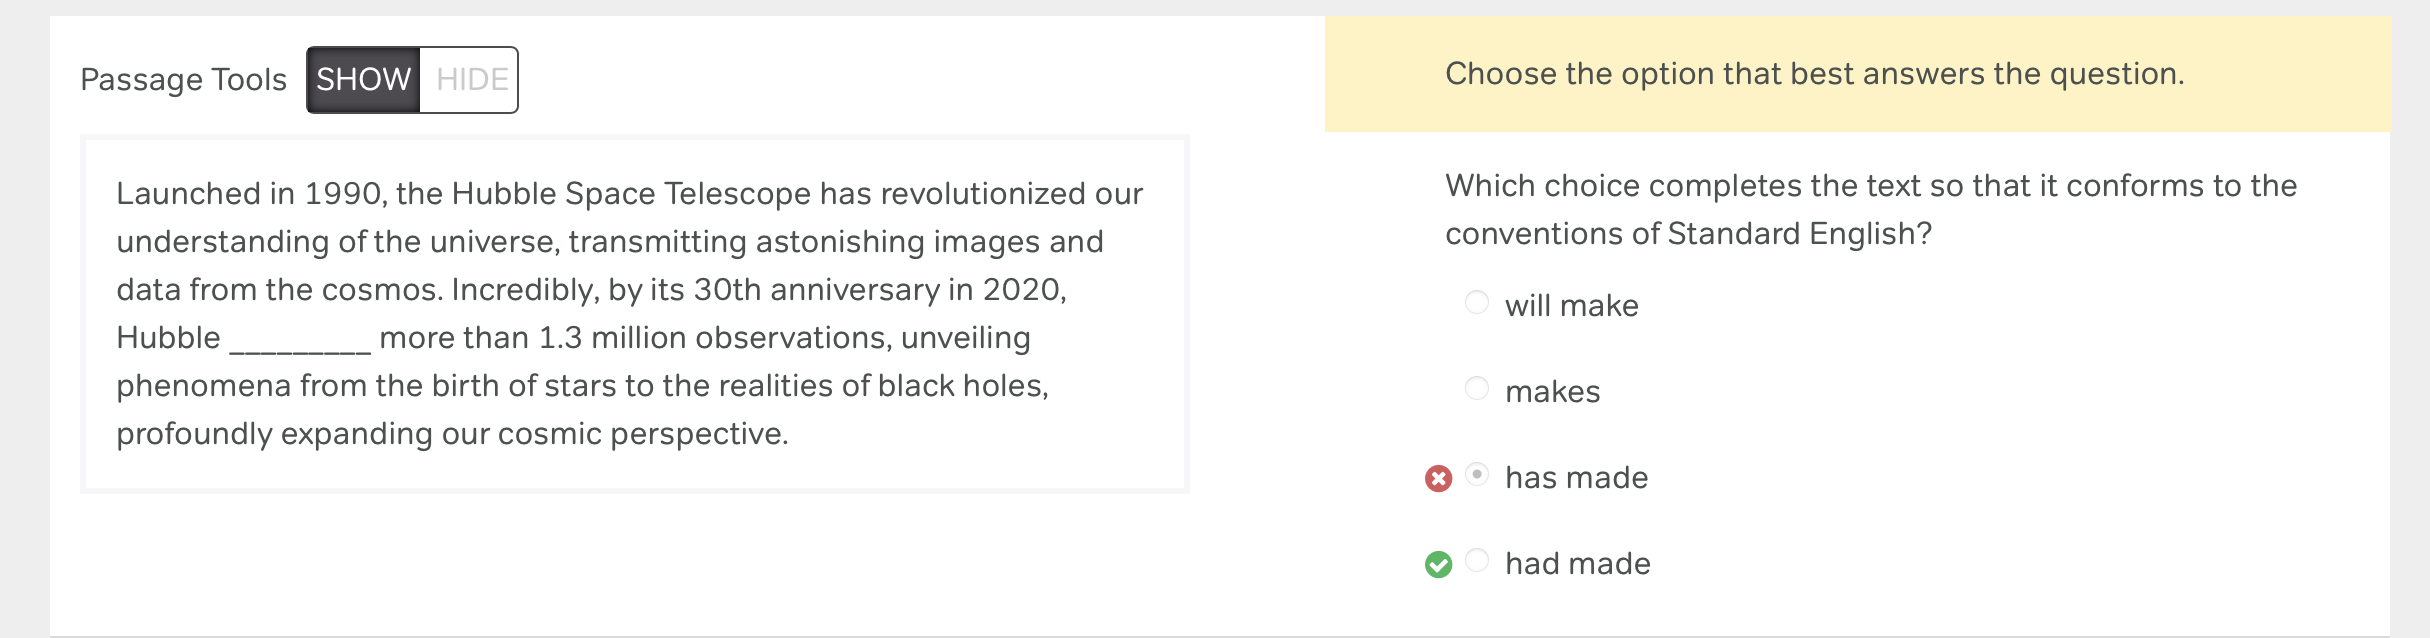 Passage Tools SHOW HIDE
Launched in 1990, the Hubble Space Telescope has revolutionized our
understanding of the universe, transmitting astonishing images and
data from the cosmos. Incredibly, by its 30th anniversary in 2020,
Hubble _________ more than 1.3 million observations, unveiling
phenomena from the birth of stars to the realities of black holes,
profoundly expanding our cosmic perspective.
Choose the option that best answers the question.
Which choice completes the text so that it conforms to the
conventions of Standard English?
will make
makes
has made
had made